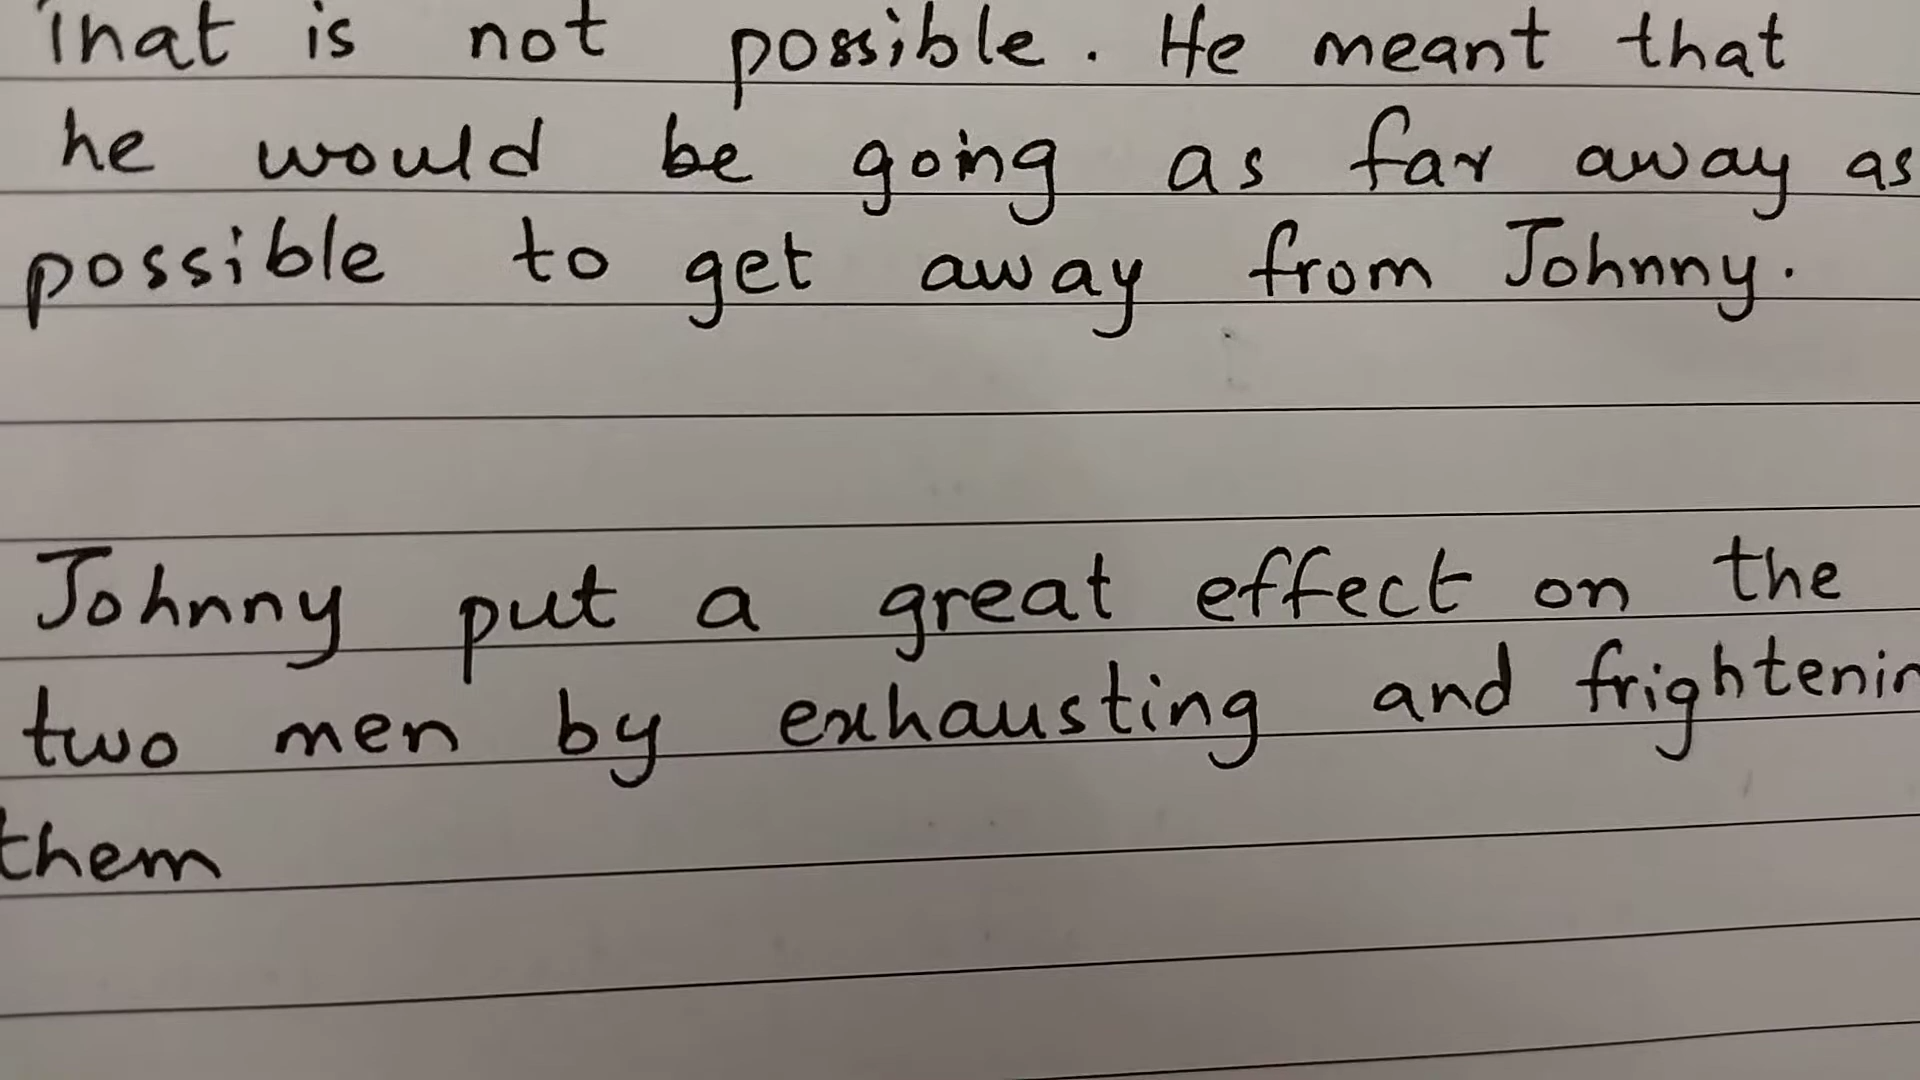 That is not possible. He meant that
he would be going as far away as
possible to get away from Johnny.
Johnny put a great effect on the
two men by exhausting and frightenin
them